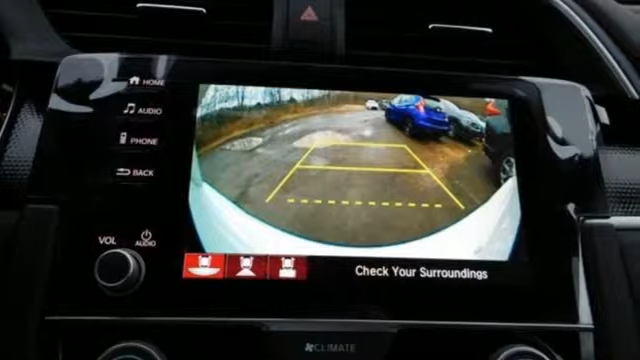 HOME
AUDIO
PHONE
BACK
VOL
AUDIO
Check Your Surroundings
CLIMATE